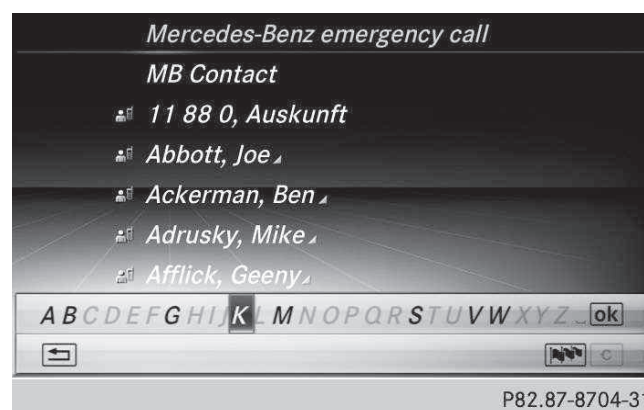 Mercedes-Benz emergency call
MB Contact
11 88 0, Auskunft
Abbott, Joe
Ackerman, Ben
Adrusky, Mike
Afflick, Geeny
A B C D E F G H I J K L M N O P Q R S T U V W X Y Z _ ok
C
P82.87-8704-31